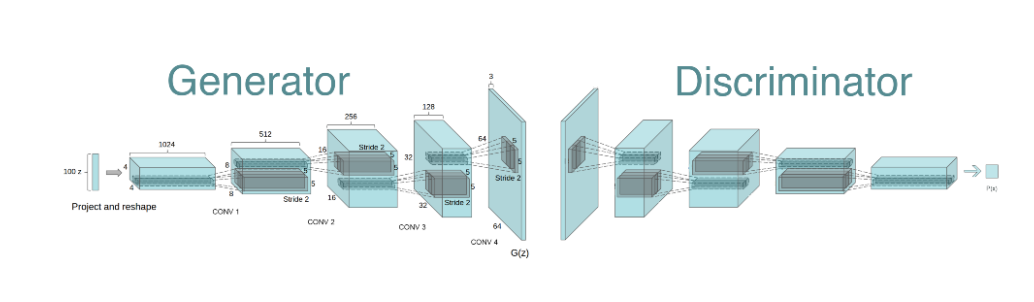 Generator
Discriminator
3
128
256
512
1024
64
5
5
Stride 2
16
Stride 2
5
32
5
5
5
8
4
100 z
4
8
5
Stride 2
16
5
Stride 2
32
64
Project and reshape
CONV 1
CONV 2
CONV 3
CONV 4
G(z)
P(x)